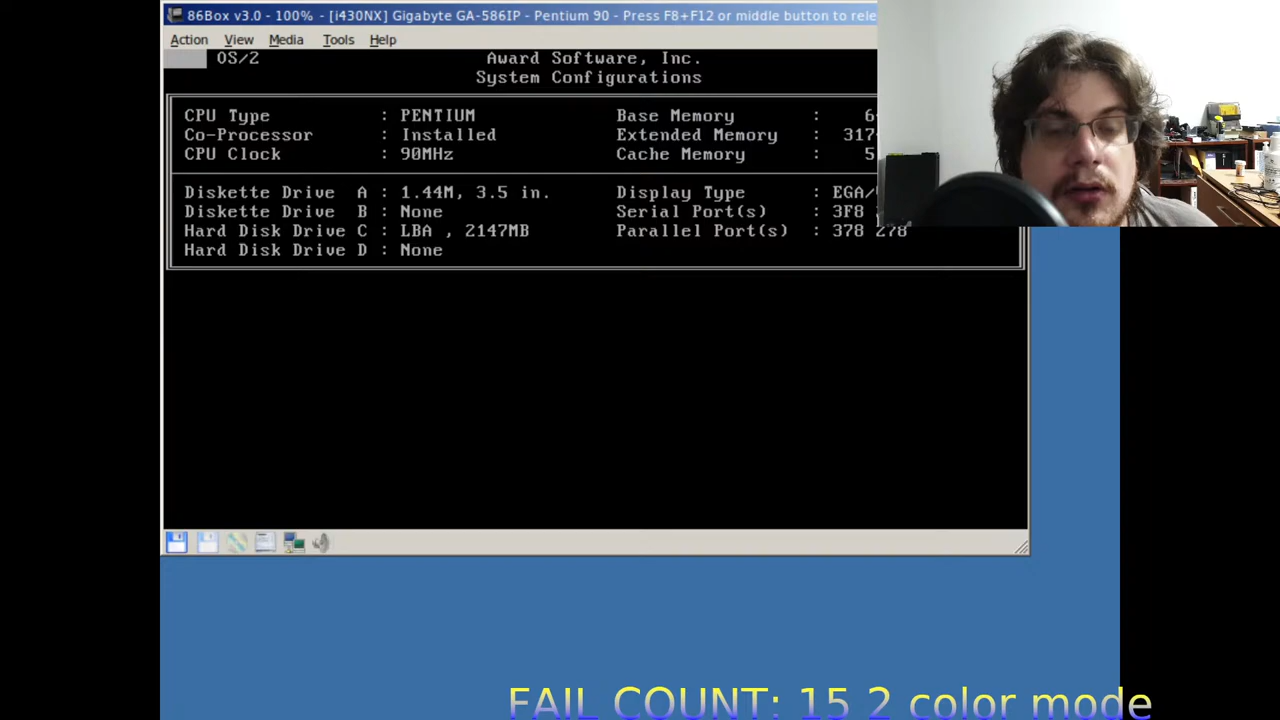 86Box v3.0 - 100% - [i430NX] Gigabyte GA-586IP - Pentium 90 - Press F8+F12 or middle button to
Action View Media Tools Help
OS/2 Award Software, Inc.
System Configurations
CPU Type : PENTIUM Base Memory :
Co-Processor : Installed Extended Memory :
CPU Clock : 90MHz Cache Memory :
Diskette Drive A : 1.44M, 3.5 in. Display Type :
Diskette Drive B : None Serial Port(s) : 3F8
Hard Disk Drive C : LBA , 2147MB Parallel Port(s) : 378 278
Hard Disk Drive D : None
FAIL COUNT: 15 2 color mode